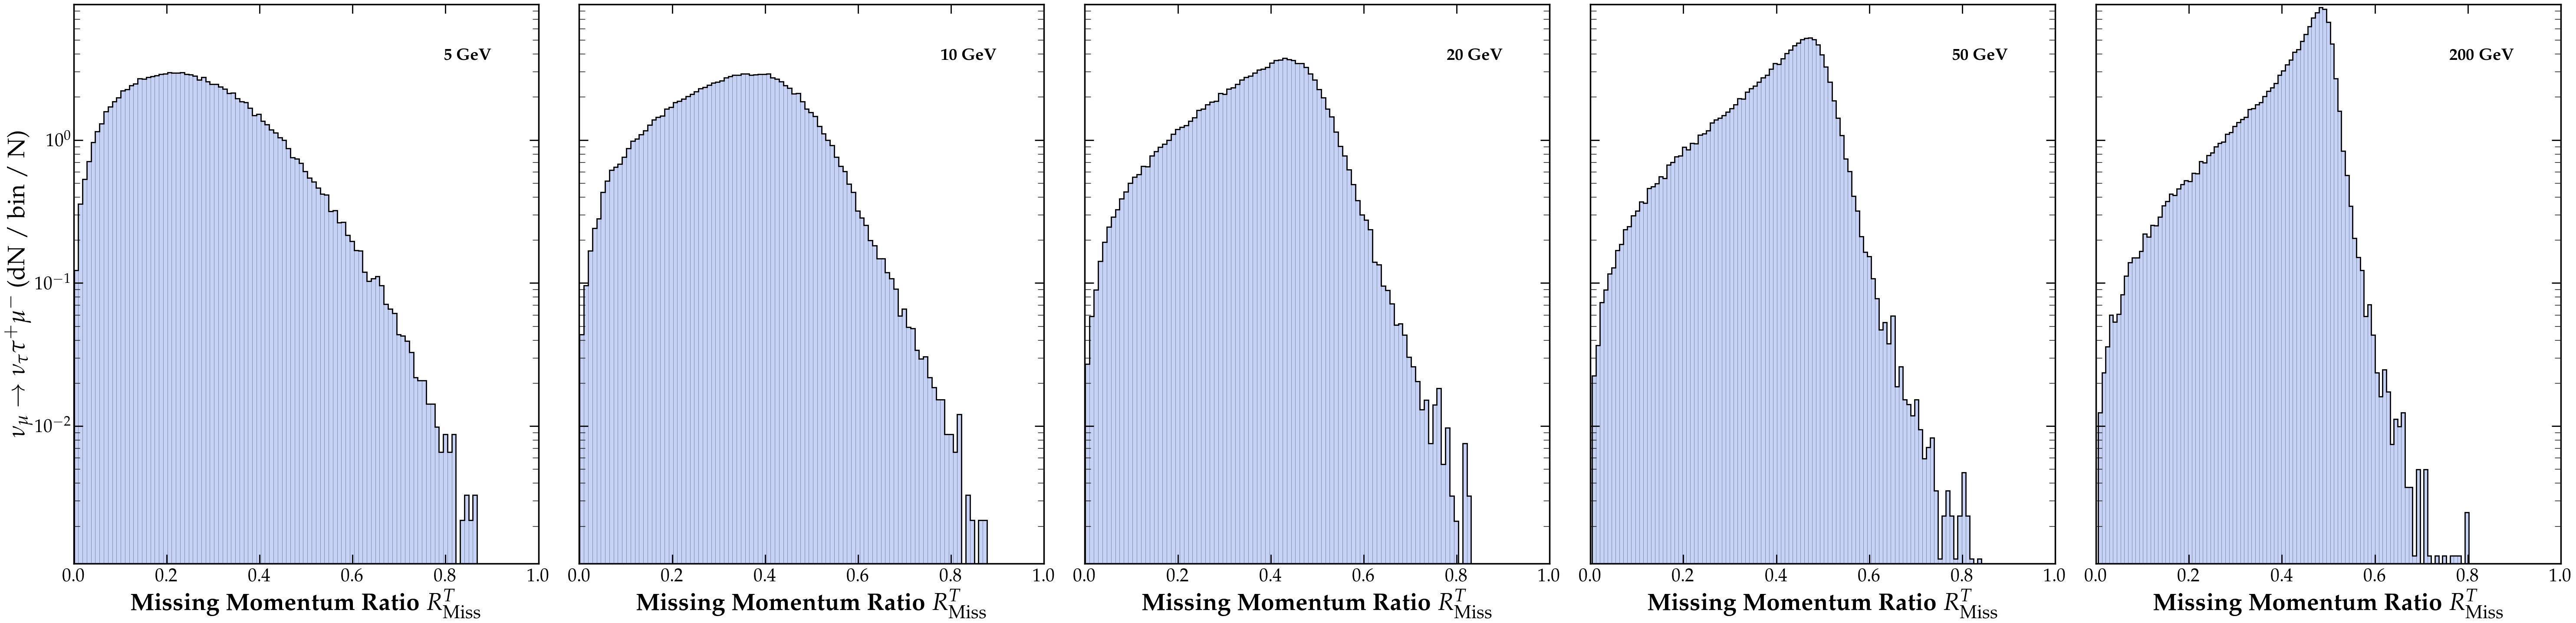 5 GeV 10 GeV 20 GeV 50 GeV 200 GeV
ν_μ → ν_τ τ⁺ μ⁻ (dN / bin / N)
10⁰
10⁻¹
10⁻²
0.0 0.2 0.4 0.6 0.8 1.0 0.0 0.2 0.4 0.6 0.8 1.0 0.0 0.2 0.4 0.6 0.8 1.0 0.0 0.2 0.4 0.6 0.8 1.0 0.0 0.2 0.4 0.6 0.8 1.0
Missing Momentum Ratio R^T_Miss Missing Momentum Ratio R^T_Miss Missing Momentum Ratio R^T_Miss Missing Momentum Ratio R^T_Miss Missing Momentum Ratio R^T_Miss